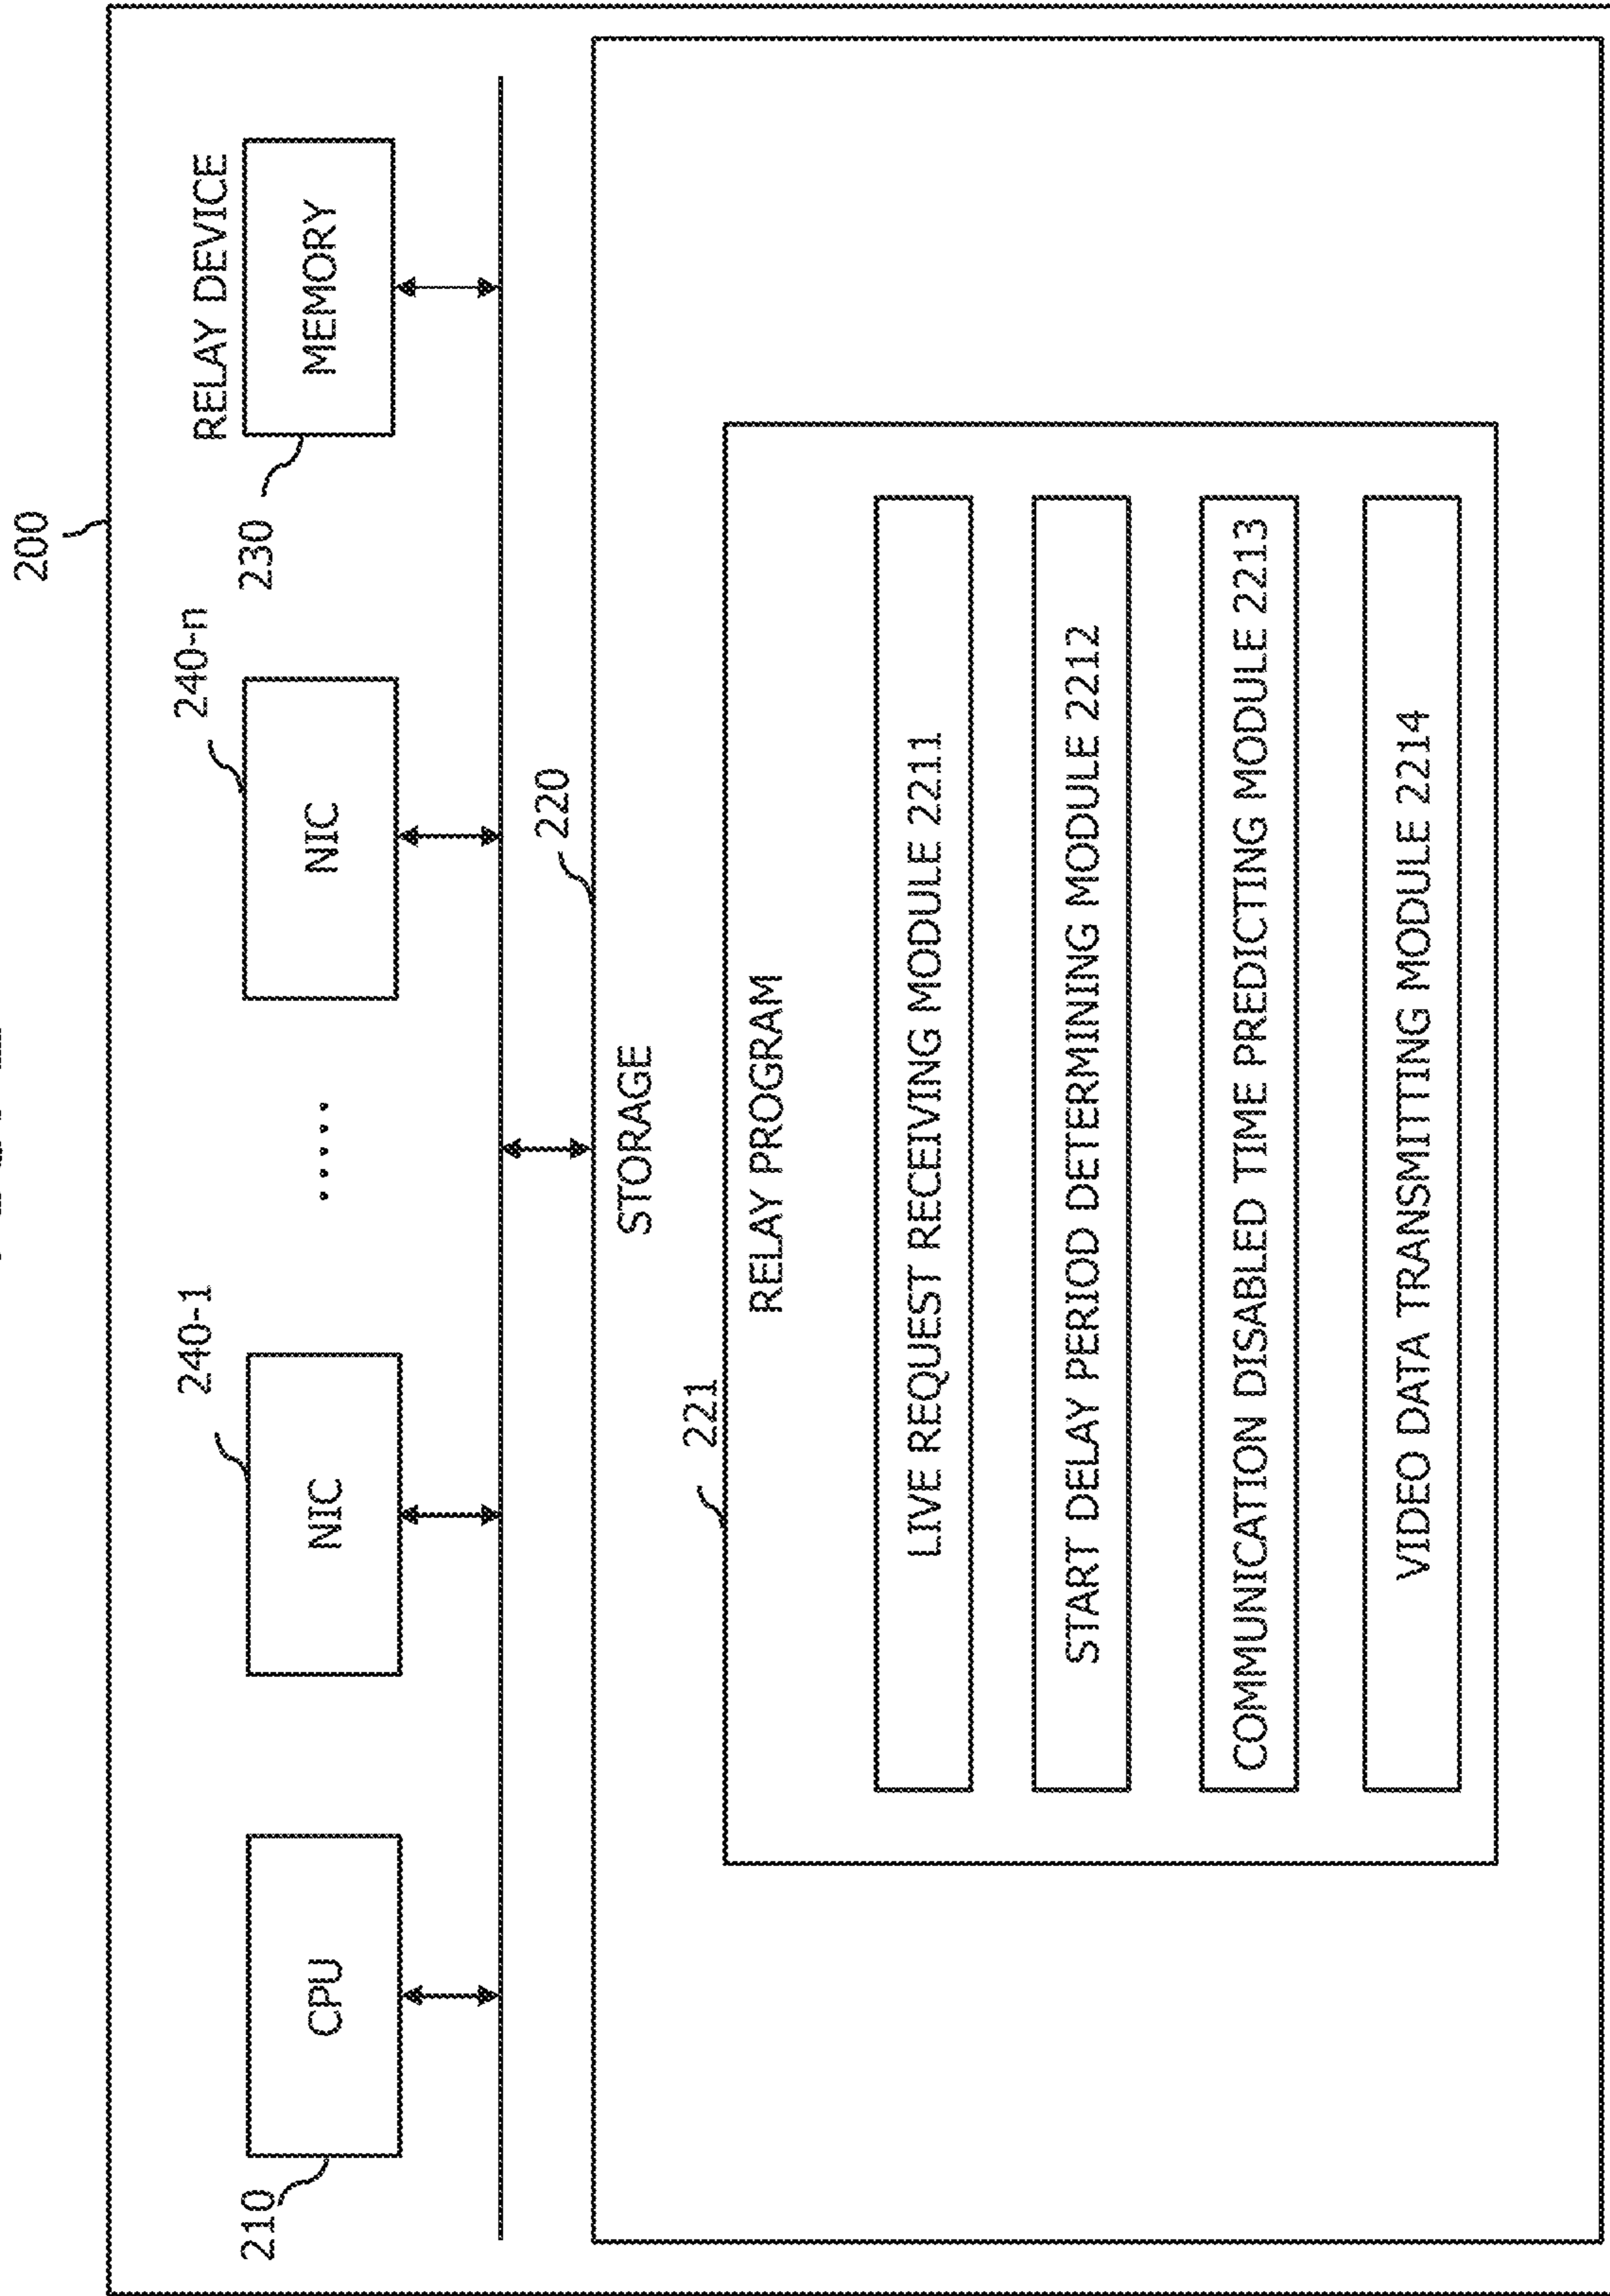 200
RELAY DEVICE
210
CPU
240-1
NIC
......
240-n
NIC
230
MEMORY
220
STORAGE
221
RELAY PROGRAM
LIVE REQUEST RECEIVING MODULE 2211
START DELAY PERIOD DETERMINING MODULE 2212
COMMUNICATION DISABLED TIME PREDICTING MODULE 2213
VIDEO DATA TRANSMITTING MODULE 2214